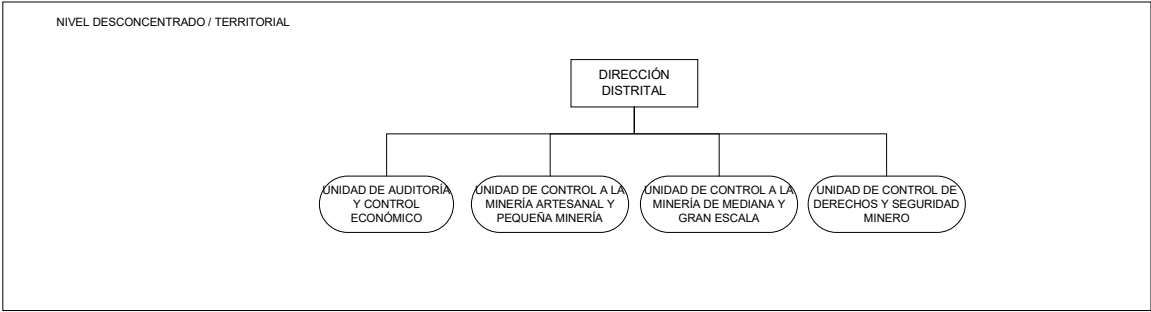 NIVEL DESCONCENTRADO / TERRITORIAL
DIRECCIÓN
DISTRITAL
UNIDAD DE AUDITORÍA
Y CONTROL
ECONÓMICO
UNIDAD DE CONTROL A LA
MINERÍA ARTESANAL Y
PEQUEÑA MINERÍA
UNIDAD DE CONTROL A LA
MINERÍA DE MEDIANA Y
GRAN ESCALA
UNIDAD DE CONTROL DE
DERECHOS Y SEGURIDAD
MINERO